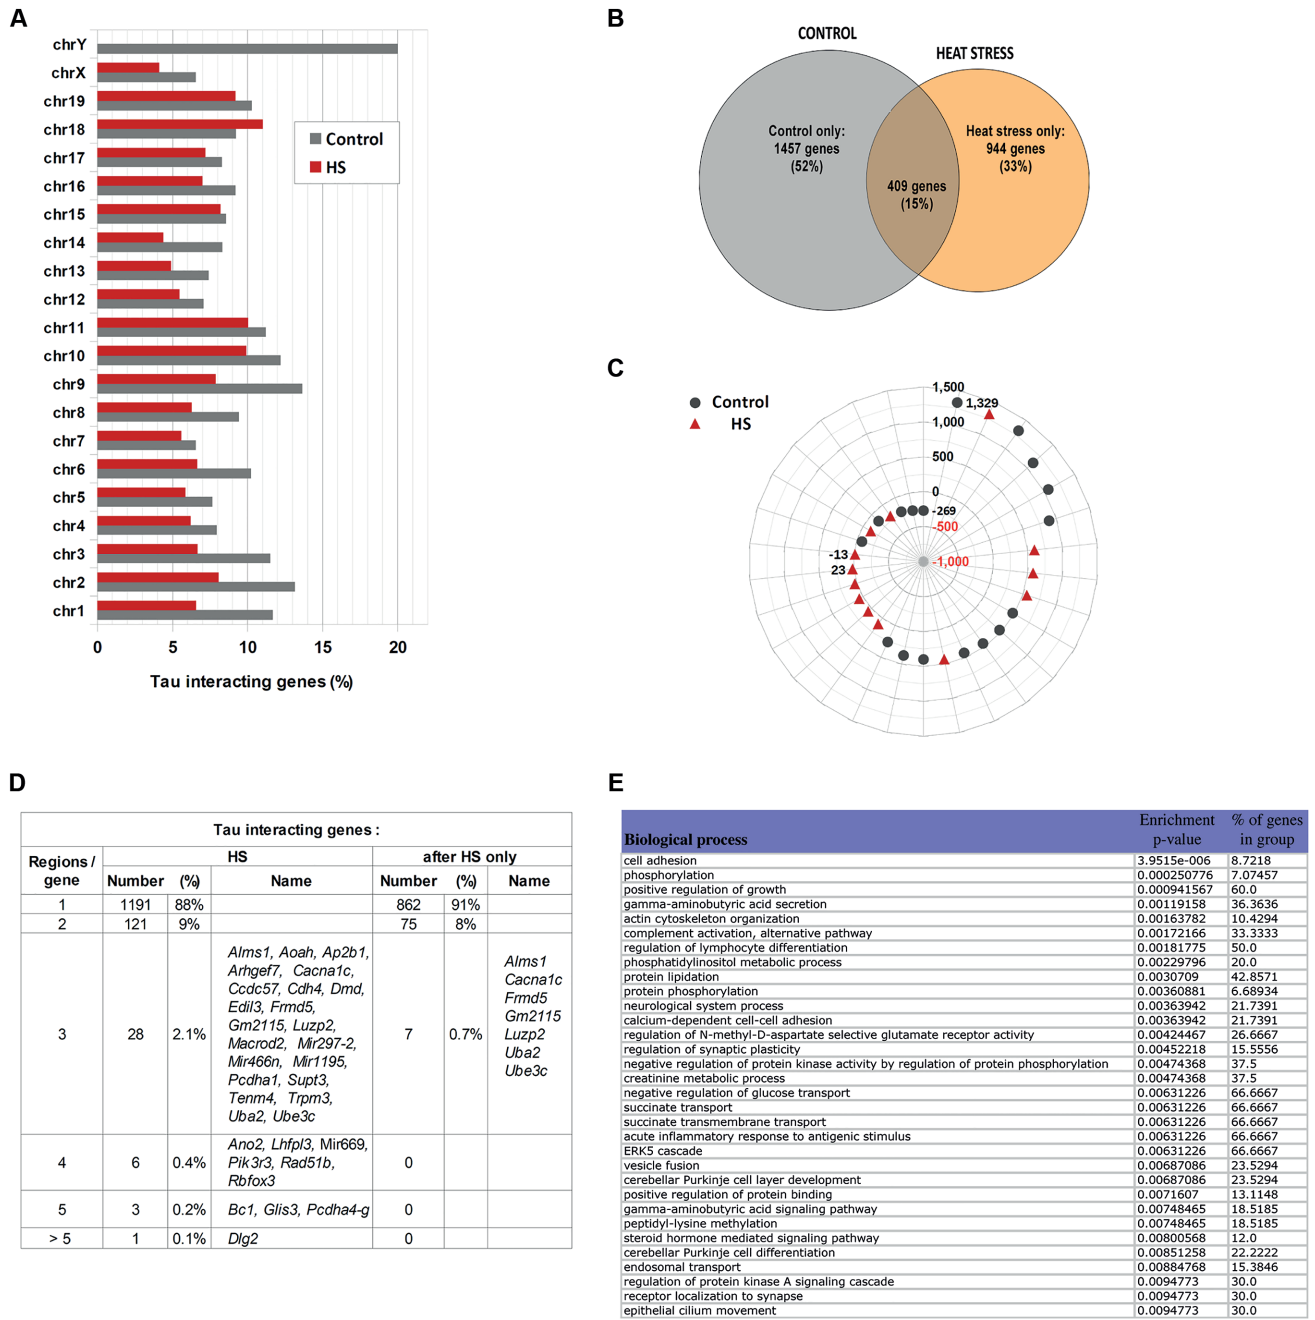 A
chrY
chrX
chr19
chr18
chr17
chr16
chr15
chr14
chr13
chr12
chr11
chr10
chr9
chr8
chr7
chr6
chr5
chr4
chr3
chr2
chr1
0 5 10 15 20
Tau interacting genes (%)
Control
HS
B
CONTROL
HEAT STRESS
Control only:
1457 genes
(52%)
409 genes
(15%)
Heat stress only:
944 genes
(33%)
C
Control
HS
1,500
1,329
1,000
500
0
-269
-500
-1,000
-13
23
D
Tau interacting genes :
Regions / gene HS after HS only
Number (%) Name Number (%) Name
1 1191 88% 862 91%
2 121 9% 75 8%
3 28 2.1% 7 0.7%
Alms1, Aoah, Ap2b1,
Arhgef7, Cacna1c,
Ccdc57, Cdh4, Dmd,
Edil3, Frmd5,
Gm2115, Luzp2,
Macrod2, Mir297-2,
Mir466n, Mir1195,
Pcdha1, Supt3,
Tenm4, Trpm3,
Uba2, Ube3c
Alms1
Cacna1c
Frmd5
Gm2115
Luzp2
Uba2
Ube3c
4 6 0.4% 0
Ano2, Lhfpl3, Mir669,
Pik3r3, Rad51b,
Rbfox3
5 3 0.2% Bc1, Glis3, Pcdha4-g 0
> 5 1 0.1% Dlg2 0
E
Biological process Enrichment p-value % of genes in group
cell adhesion 3.9515e-006 8.7218
phosphorylation 0.000250776 7.07457
positive regulation of growth 0.000941567 60.0
gamma-aminobutyric acid secretion 0.00119158 36.3636
actin cytoskeleton organization 0.00163782 10.4294
complement activation, alternative pathway 0.00172166 33.3333
regulation of lymphocyte differentiation 0.00181775 50.0
phosphatidylinositol metabolic process 0.00229796 20.0
protein lipidation 0.0030709 42.8571
protein phosphorylation 0.00360881 6.68934
neurological system process 0.00363942 21.7391
calcium-dependent cell-cell adhesion 0.00363942 21.7391
regulation of N-methyl-D-aspartate selective glutamate receptor activity 0.00424467 26.6667
regulation of synaptic plasticity 0.00452218 15.5556
negative regulation of protein kinase activity by regulation of protein phosphorylation 0.00474368 37.5
creatinine metabolic process 0.00474368 37.5
negative regulation of glucose transport 0.00631226 66.6667
succinate transport 0.00631226 66.6667
succinate transmembrane transport 0.00631226 66.6667
acute inflammatory response to antigenic stimulus 0.00631226 66.6667
ERK5 cascade 0.00631226 66.6667
vesicle fusion 0.00687086 23.5294
cerebellar Purkinje cell layer development 0.00687086 23.5294
positive regulation of protein binding 0.0071607 13.1148
gamma-aminobutyric acid signaling pathway 0.00748465 18.5185
peptidyl-lysine methylation 0.00748465 18.5185
steroid hormone mediated signaling pathway 0.00800568 12.0
cerebellar Purkinje cell differentiation 0.00851258 22.2222
endosomal transport 0.00884768 15.3846
regulation of protein kinase A signaling cascade 0.0094773 30.0
receptor localization to synapse 0.0094773 30.0
epithelial cilium movement 0.0094773 30.0